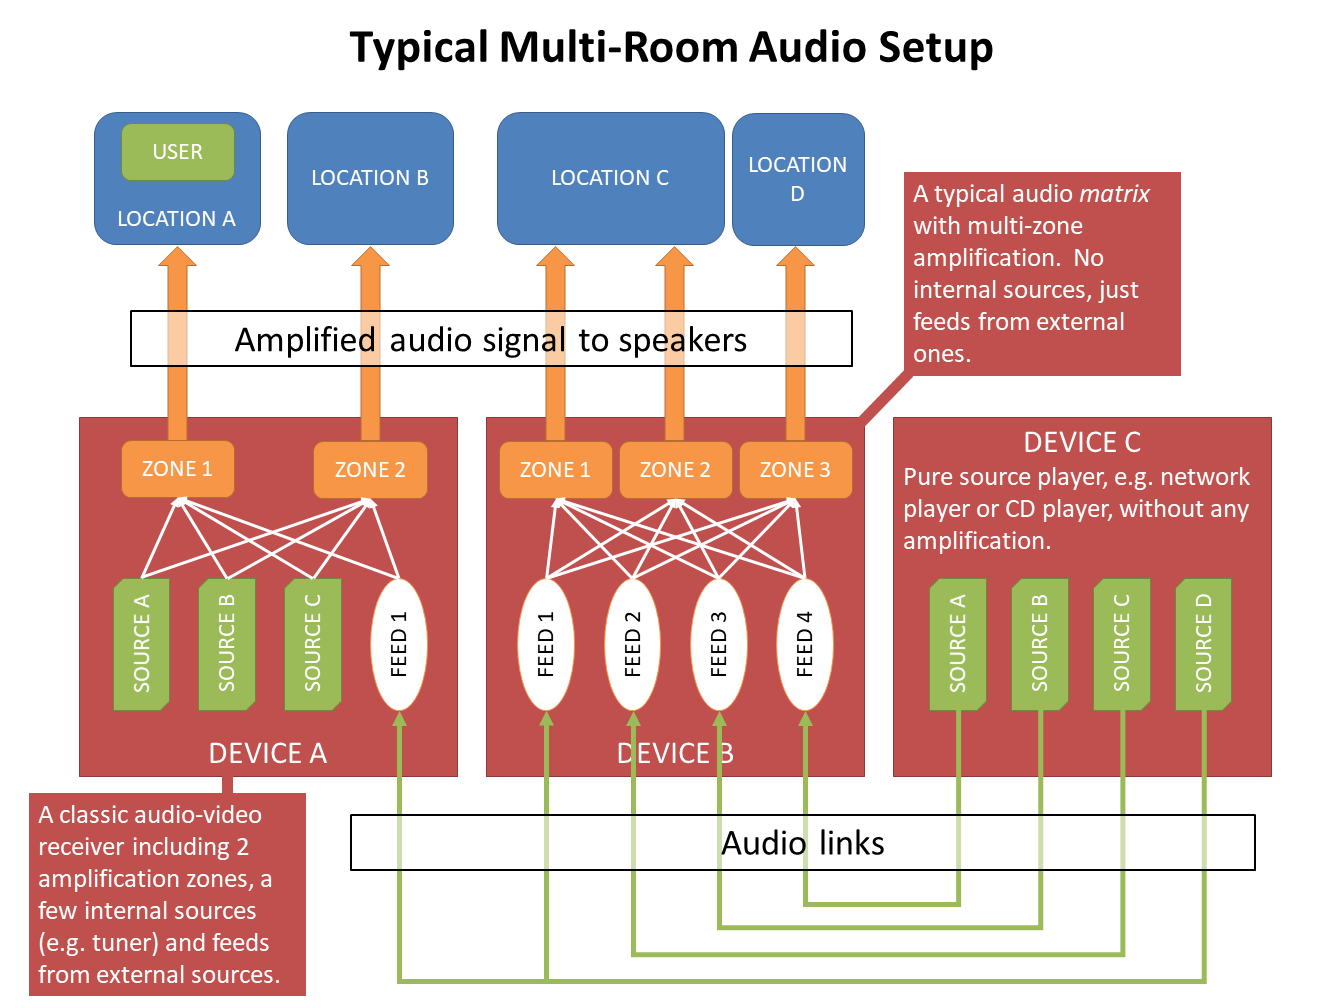 Typical Multi-Room Audio Setup
USER
LOCATION A
LOCATION B
LOCATION C
LOCATION
D
A typical audio matrix
with multi-zone
amplification.  No
internal sources, just
feeds from external
ones.
Amplified audio signal to speakers
ZONE 1
ZONE 2
SOURCE A
SOURCE B
SOURCE C
FEED 1
DEVICE A
ZONE 1
ZONE 2
ZONE 3
FEED 1
FEED 2
FEED 3
FEED 4
DEVICE B
DEVICE C
Pure source player, e.g. network
player or CD player, without any
amplification.
SOURCE A
SOURCE B
SOURCE C
SOURCE D
A classic audio-video
receiver including 2
amplification zones, a
few internal sources
(e.g. tuner) and feeds
from external sources.
Audio links